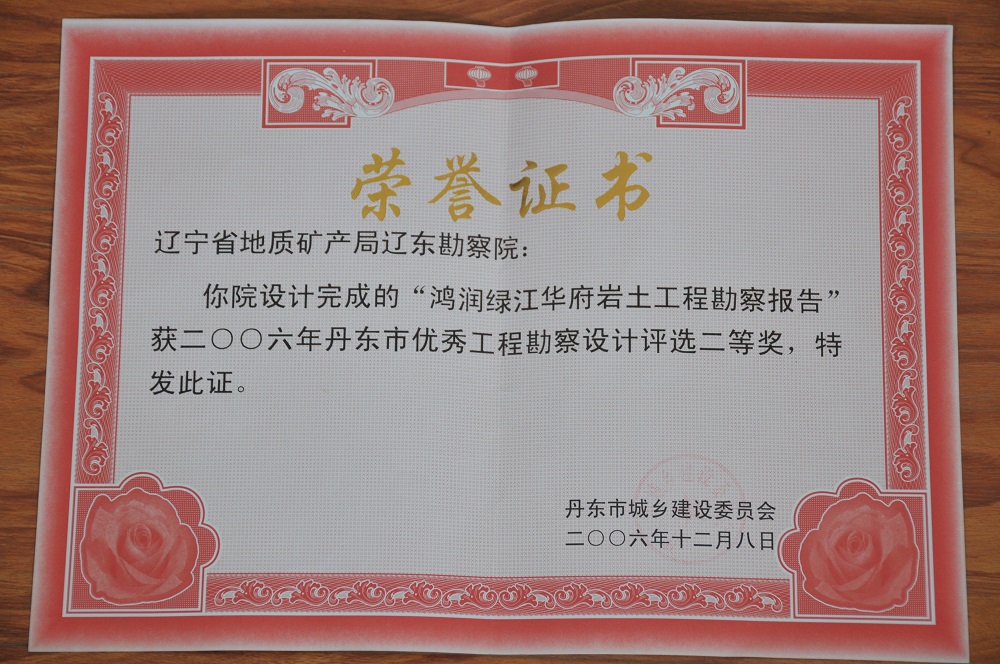 荣誉证书
辽宁省地质矿产局辽东勘察院：
你院设计完成的“鸿润绿江华府岩土工程勘察报告”
获二〇〇六年丹东市优秀工程勘察设计评选二等奖，特
发此证。
丹东市城乡建设委员会
二〇〇六年十二月八日